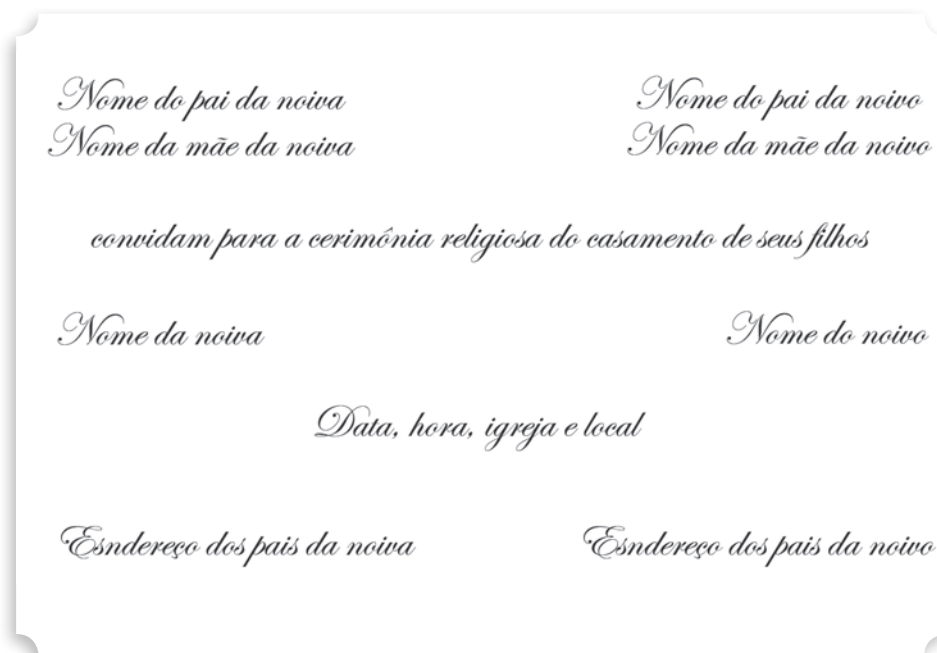 Nome do pai da noiva
Nome do pai da noivo
Nome da mãe da noiva
Nome da mãe da noivo
convidam para a cerimônia religiosa do casamento de seus filhos
Nome da noiva
Nome do noivo
Data, hora, igreja e local
Esndereço dos pais da noiva
Esndereço dos pais da noivo